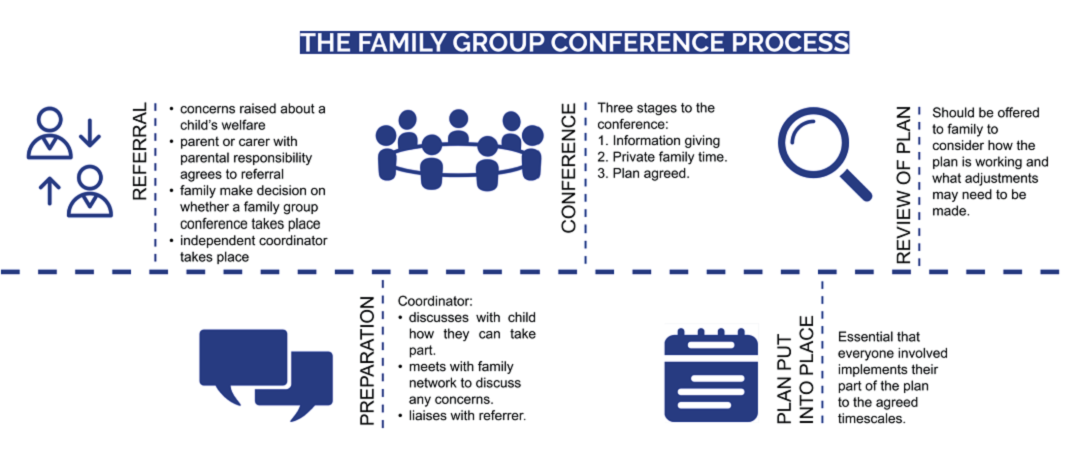 THE FAMILY GROUP CONFERENCE PROCESS
REFERRAL
• concerns raised about a
child's welfare
• parent or carer with
parental responsibility
agrees to referral
• family make decision on
whether a family group
conference takes place
• independent coordinator
takes place
PREPARATION
Coordinator:
• discusses with child
how they can take
part.
• meets with family
network to discuss
any concerns.
• liaises with referrer.
CONFERENCE
Three stages to the
conference:
1. Information giving
2. Private family time.
3. Plan agreed.
PLAN PUT
INTO PLACE
Essential that
everyone involved
implements their
part of the plan
to the agreed
timescales.
REVIEW OF PLAN
Should be offered
to family to
consider how the
plan is working and
what adjustments
may need to be
made.